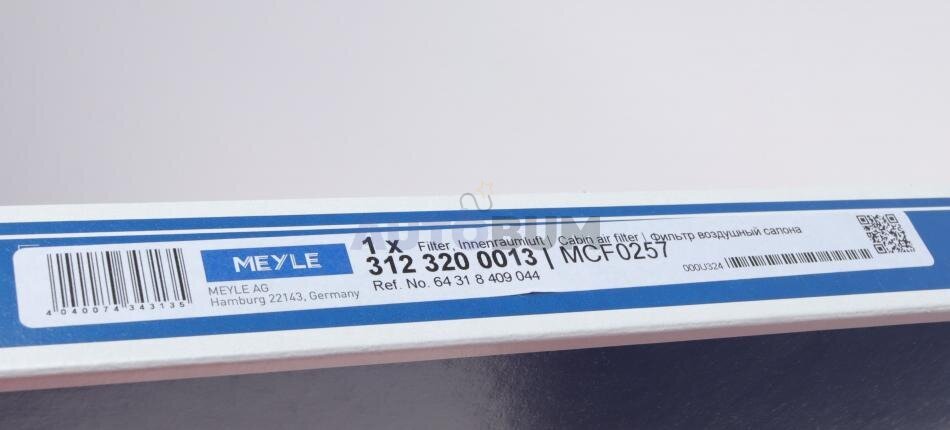 AUTOBUM
1 x Filter, Innenraumluft | Cabin air filter | Фильтр воздушный салона
MEYLE
312 320 0013 | MCF0257
MEYLE AG
Ref. No. 64 31 8 409 044
Hamburg 22143, Germany
000U324
4 040074 343135